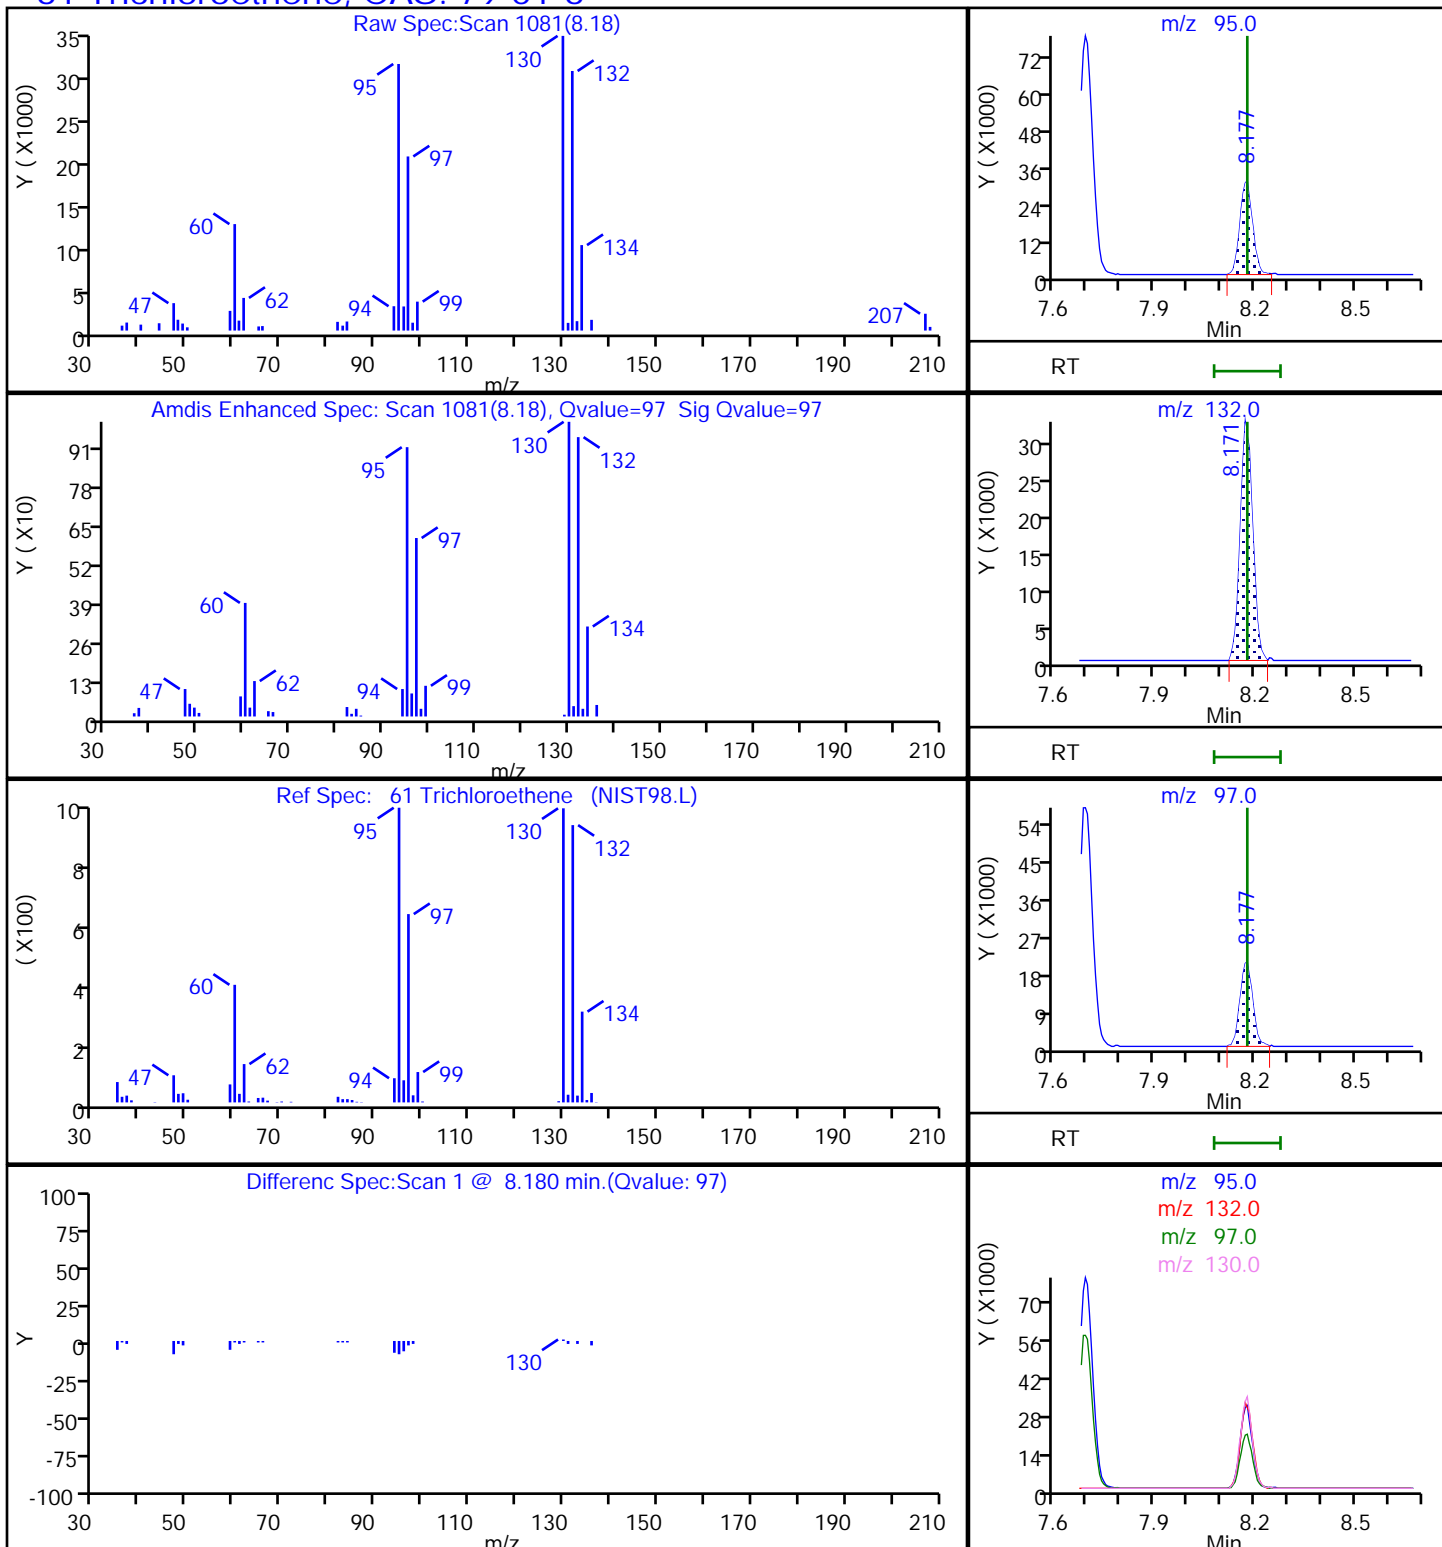 Raw Spec:Scan 1081(8.18)
Y ( X1000)
35
30
25
20
15
10
5
0
47
60
62
94
95
97
99
130
132
134
207
30 50 70 90 110 130 150 170 190 210
m/z
m/z 95.0
Y ( X1000)
72
60
48
36
24
12
0
8.177
7.6 7.9 8.2 8.5
Min
RT
Amdis Enhanced Spec: Scan 1081(8.18), Qvalue=97 Sig Qvalue=97
Y ( X10)
91
78
65
52
39
26
13
0
47
60
62
94
95
97
99
130
132
134
30 50 70 90 110 130 150 170 190 210
m/z
m/z 132.0
Y ( X1000)
30
25
20
15
10
5
0
8.171
7.6 7.9 8.2 8.5
Min
RT
Ref Spec: 61 Trichloroethene (NIST98.L)
( X100)
10
8
6
4
2
0
47
60
62
94
95
97
99
130
132
134
30 50 70 90 110 130 150 170 190 210
m/z
m/z 97.0
Y ( X1000)
54
45
36
27
18
9
0
8.177
7.6 7.9 8.2 8.5
Min
RT
Differenc Spec:Scan 1 @ 8.180 min.(Qvalue: 97)
Y
100
75
50
25
0
-25
-50
-75
-100
130
30 50 70 90 110 130 150 170 190 210
m/z
m/z 95.0
m/z 132.0
m/z 97.0
m/z 130.0
Y ( X1000)
70
56
42
28
14
0
7.6 7.9 8.2 8.5
Min